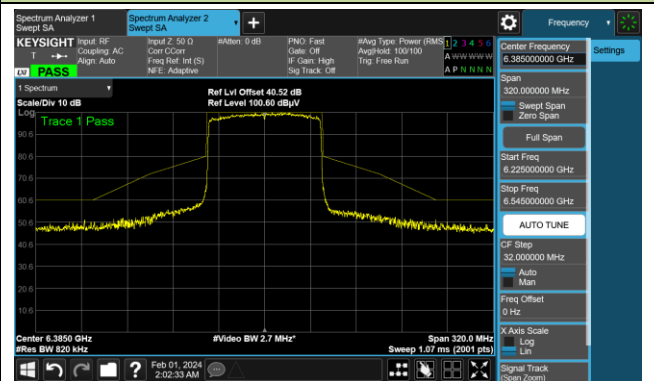 Spectrum Analyzer 1
Swept SA
Spectrum Analyzer 2
Swept SA
+
Frequency
KEYSIGHT
Input: RF
Coupling: AC
Align: Auto
Input Z: 50 Ω
Corr CCorr
Freq Ref: Int (S)
NFE: Adaptive
#Atten: 0 dB
PNO: Fast
Gate: Off
IF Gain: High
Sig Track: Off
#Avg Type: Power (RMS)
Avg|Hold: 100/100
Trig: Free Run
1 2 3 4 5 6
A W W W W W
A P N N N N
T
LXI
PASS
1 Spectrum
Scale/Div 10 dB
Ref Lvl Offset 40.52 dB
Ref Level 100.60 dBµV
Log
Trace 1 Pass
90.6
80.6
70.6
60.6
50.6
40.6
30.6
20.6
10.6
Center 6.3850 GHz
#Res BW 820 kHz
#Video BW 2.7 MHz*
Span 320.0 MHz
Sweep 1.07 ms (2001 pts)
Feb 01, 2024
2:02:33 AM
?
Center Frequency
6.385000000 GHz
Settings
Span
320.000000 MHz
Swept Span
Zero Span
Full Span
Start Freq
6.225000000 GHz
Stop Freq
6.545000000 GHz
AUTO TUNE
CF Step
32.000000 MHz
Auto
Man
Freq Offset
0 Hz
X Axis Scale
Log
Lin
Signal Track
(Span Zoom)